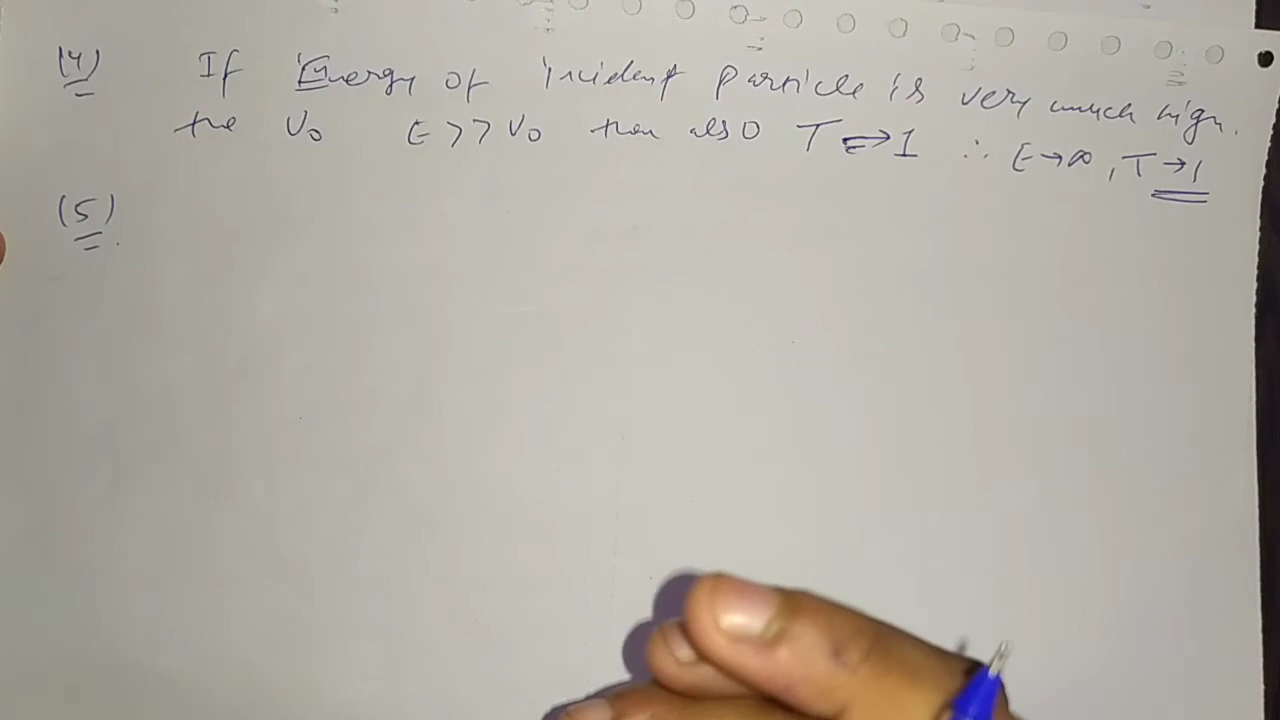 (4) If Energy of incident particle is very much high.
the V₀ E >> V₀ then also T ⇒ 1 ∴ E → ∞, T → 1
(5).